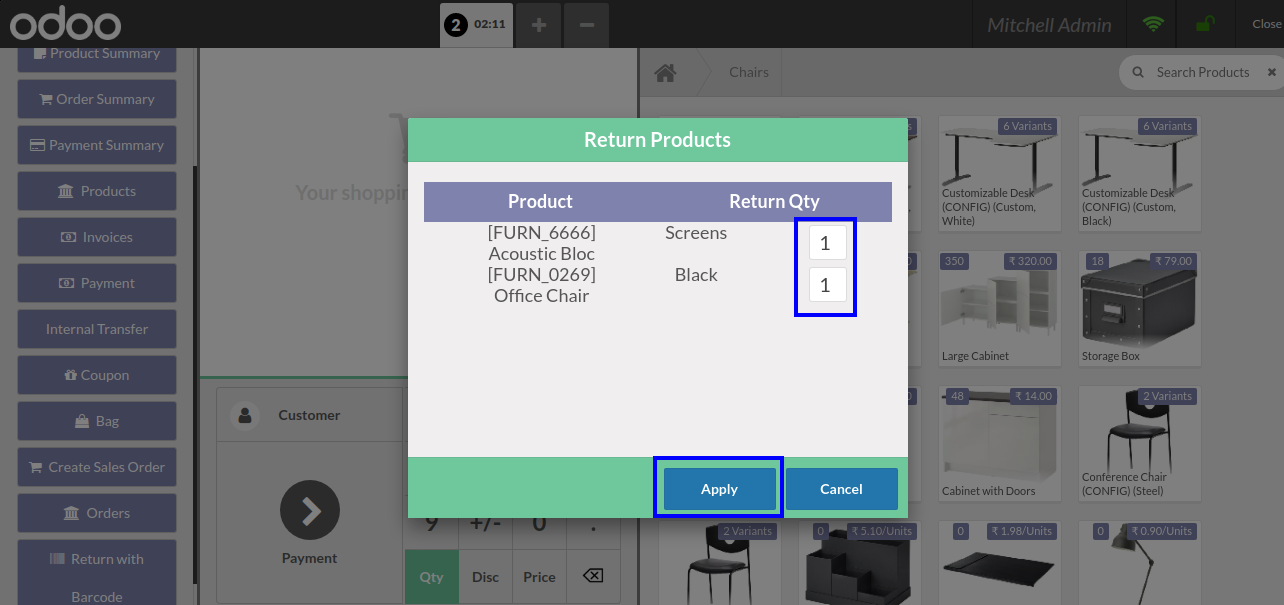 odoo
2 02:11
+
−
Mitchell Admin
Close
Product Summary
Order Summary
Payment Summary
Products
Invoices
Payment
Internal Transfer
Coupon
Bag
Create Sales Order
Orders
Return with
Barcode
Your shoppin
Customer
Payment
9 +/- 0 .
Qty Disc Price
Return Products
Product Return Qty
[FURN_6666] Screens 1
Acoustic Bloc
[FURN_0269] Black 1
Office Chair
Apply Cancel
Chairs
Search Products
6 Variants
Customizable Desk
(CONFIG) (Custom,
White)
6 Variants
Customizable Desk
(CONFIG) (Custom,
Black)
350 ₹ 320.00
Large Cabinet
18 ₹ 79.00
Storage Box
48 ₹ 14.00
Cabinet with Doors
2 Variants
Conference Chair
(CONFIG) (Steel)
2 Variants
0 ₹ 5.10/Units
0 ₹ 1.98/Units
0 ₹ 0.90/Units